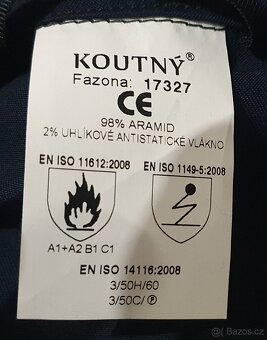 KOUTNÝ®
Fazona: 17327
CE
98% ARAMID
2% UHLÍKOVÉ ANTISTATICKÉ VLÁKNO
EN ISO 11612:2008
EN ISO 1149-5:2008
A1+A2 B1 C1
EN ISO 14116:2008
3/50H/60
3/50C/ P
Sbazar.cz